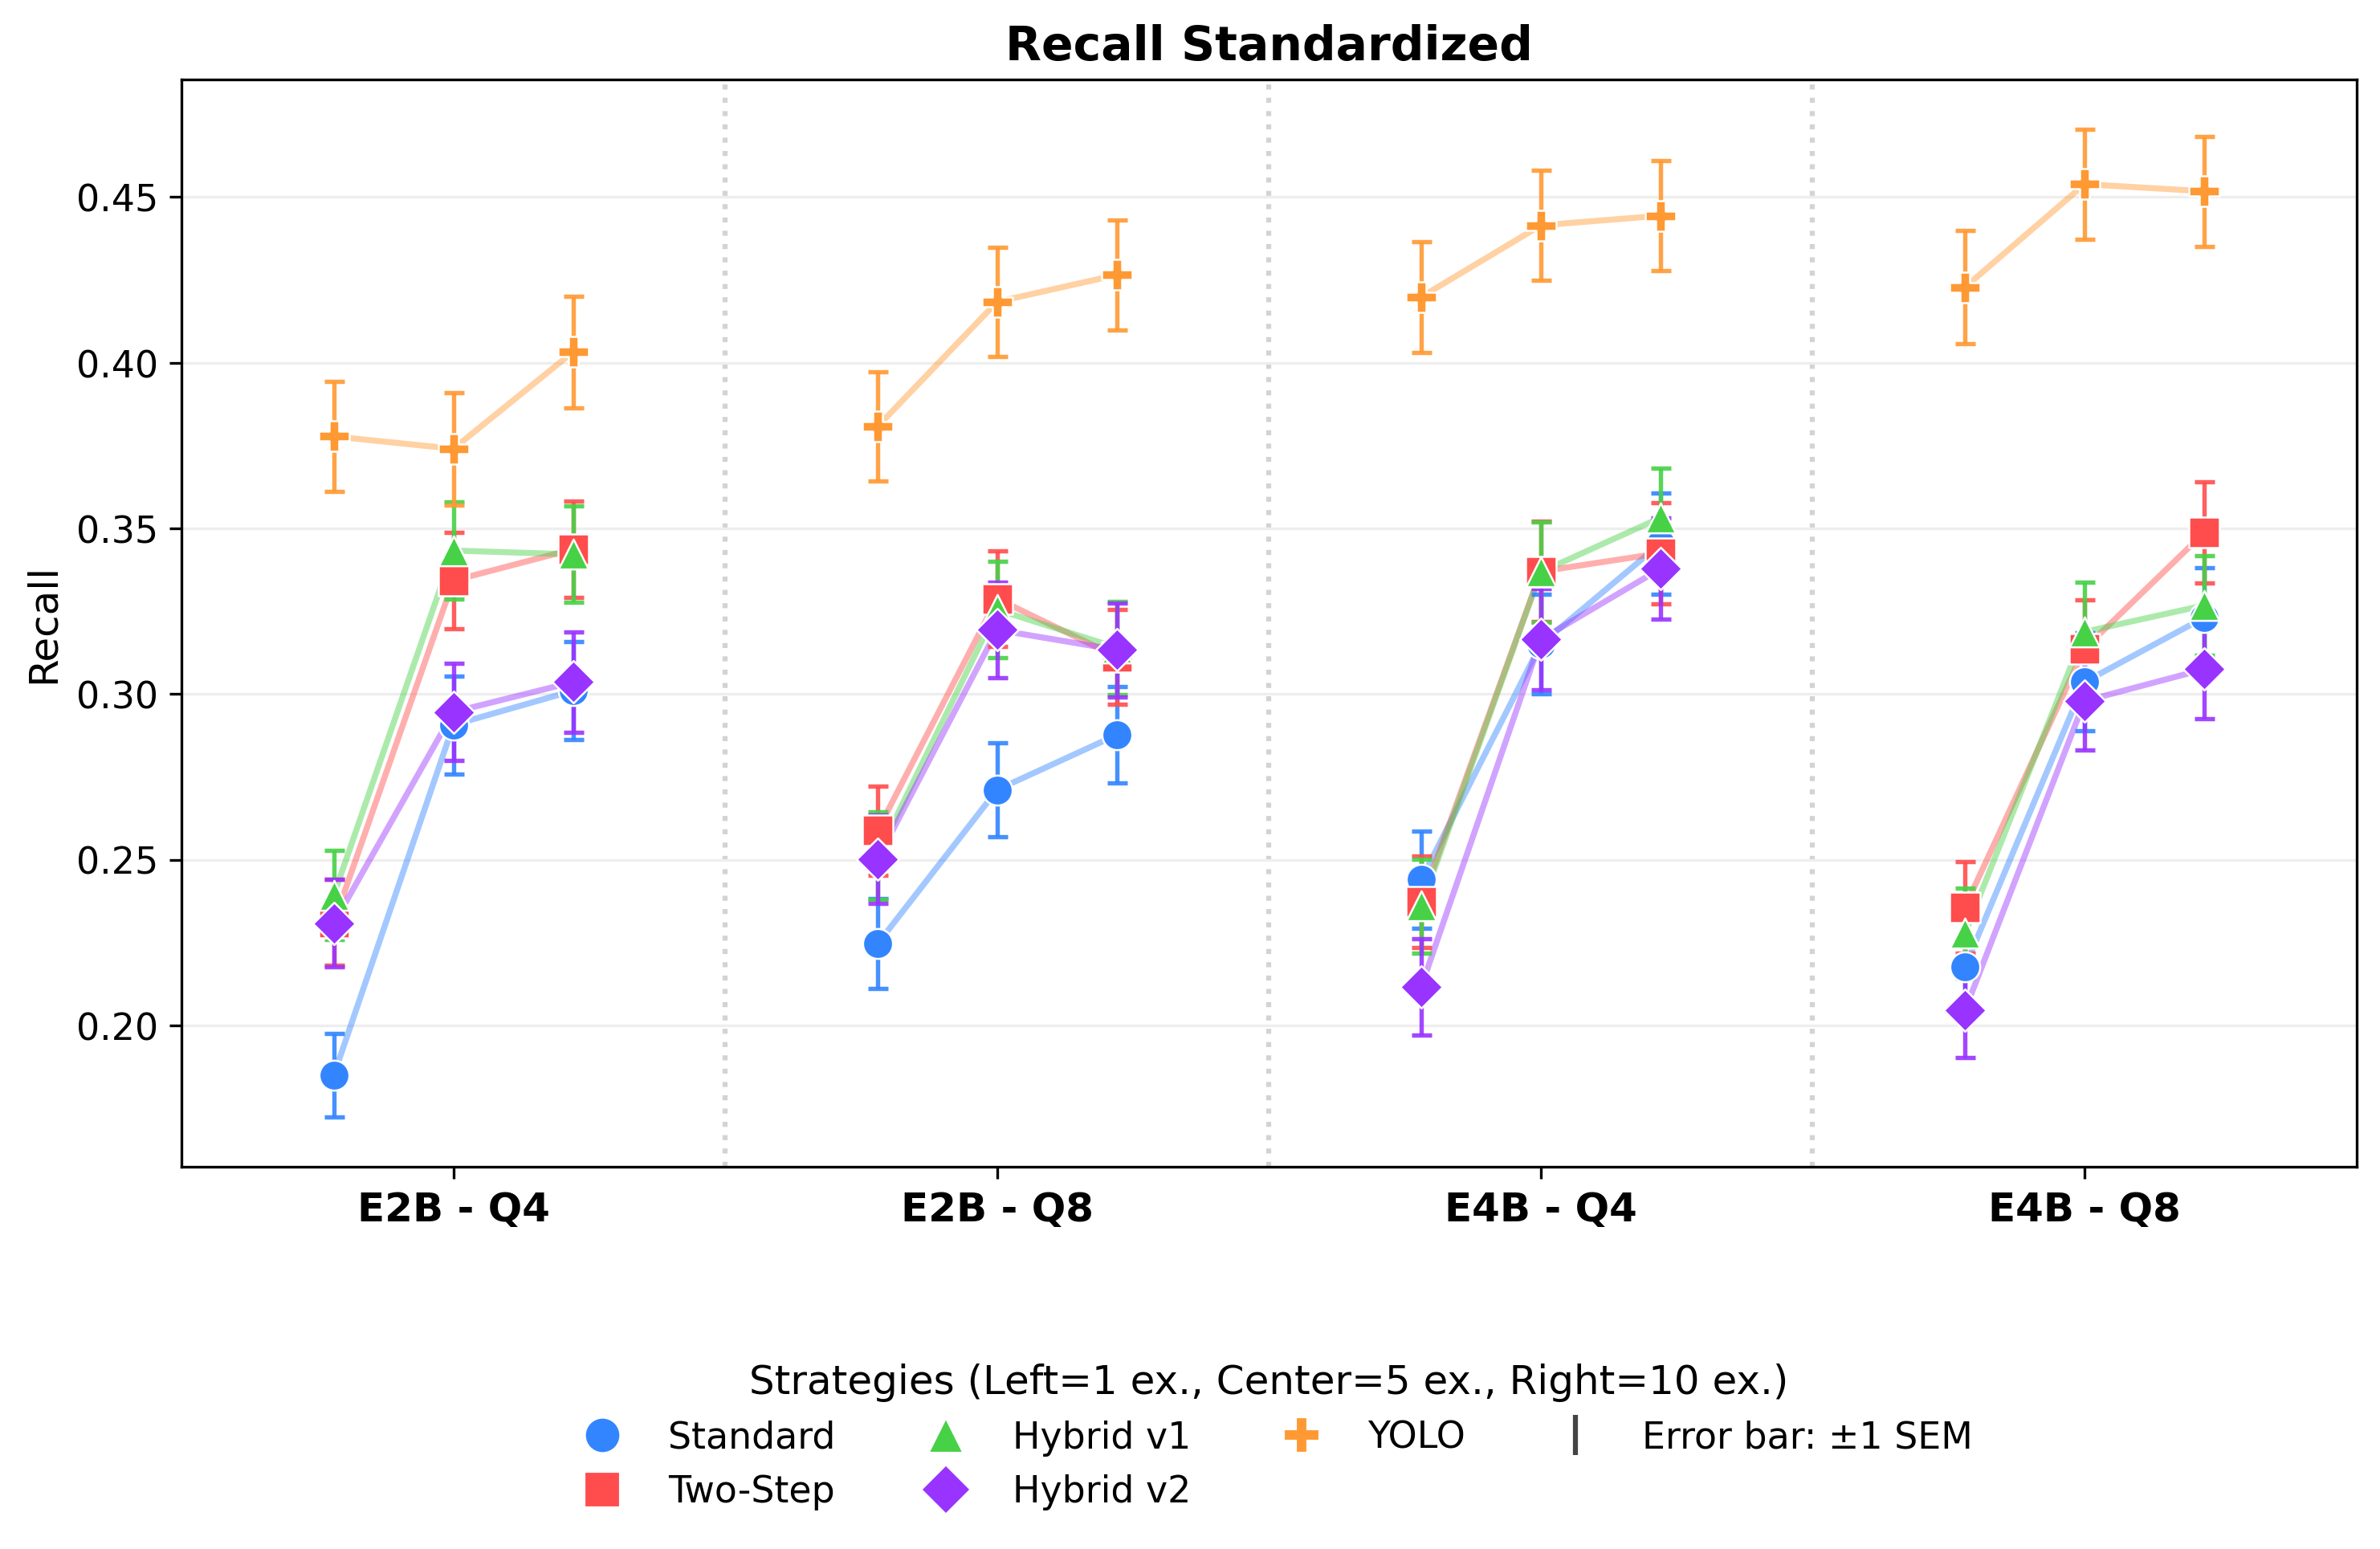 Recall Standardized
Recall
0.45
0.40
0.35
0.30
0.25
0.20
E2B - Q4
E2B - Q8
E4B - Q4
E4B - Q8
Strategies (Left=1 ex., Center=5 ex., Right=10 ex.)
Standard Hybrid v1 YOLO Error bar: ±1 SEM
Two-Step Hybrid v2